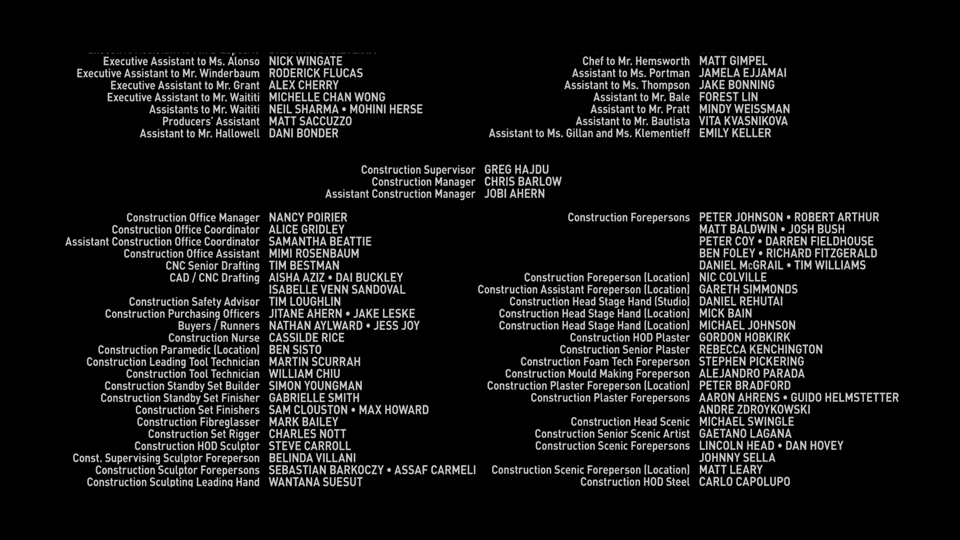 Executive Assistant to Ms. Alonso NICK WINGATE
Executive Assistant to Mr. Winderbaum RODERICK FLUCAS
Executive Assistant to Mr. Grant ALEX CHERRY
Executive Assistant to Mr. Waititi MICHELLE CHAN WONG
Assistants to Mr. Waititi NEIL SHARMA • MOHINI HERSE
Producers' Assistant MATT SACCUZZO
Assistant to Mr. Hallowell DANI BONDER
Chef to Mr. Hemsworth MATT GIMPEL
Assistant to Ms. Portman JAMELA EJJAMAI
Assistant to Ms. Thompson JAKE BONNING
Assistant to Mr. Bale FOREST LIN
Assistant to Mr. Pratt MINDY WEISSMAN
Assistant to Mr. Bautista VITA KVASNIKOVA
Assistant to Ms. Gillan and Ms. Klementieff EMILY KELLER
Construction Supervisor GREG HAJDU
Construction Manager CHRIS BARLOW
Assistant Construction Manager JOBI AHERN
Construction Office Manager NANCY POIRIER
Construction Office Coordinator ALICE GRIDLEY
Assistant Construction Office Coordinator SAMANTHA BEATTIE
Construction Office Assistant MIMI ROSENBAUM
CNC Senior Drafting TIM BESTMAN
CAD / CNC Drafting AISHA AZIZ • DAI BUCKLEY
ISABELLE VENN SANDOVAL
Construction Safety Advisor TIM LOUGHLIN
Construction Purchasing Officers JITANE AHERN • JAKE LESKE
Buyers / Runners NATHAN AYLWARD • JESS JOY
Construction Nurse CASSILDE RICE
Construction Paramedic (Location) BEN SISTO
Construction Leading Tool Technician MARTIN SCURRAH
Construction Tool Technician WILLIAM CHIU
Construction Standby Set Builder SIMON YOUNGMAN
Construction Standby Set Finisher GABRIELLE SMITH
Construction Set Finishers SAM CLOUSTON • MAX HOWARD
Construction Fibreglasser MARK BAILEY
Construction Set Rigger CHARLES NOTT
Construction HOD Sculptor STEVE CARROLL
Const. Supervising Sculptor Foreperson BELINDA VILLANI
Construction Sculptor Forepersons SEBASTIAN BARKOCZY • ASSAF CARMELI
Construction Sculpting Leading Hand WANTANA SUESUT
Construction Forepersons PETER JOHNSON • ROBERT ARTHUR
MATT BALDWIN • JOSH BUSH
PETER COY • DARREN FIELDHOUSE
BEN FOLEY • RICHARD FITZGERALD
DANIEL McGRAIL • TIM WILLIAMS
Construction Foreperson (Location) NIC COLVILLE
Construction Assistant Foreperson (Location) GARETH SIMMONDS
Construction Head Stage Hand (Studio) DANIEL REHUTAI
Construction Head Stage Hand (Location) MICK BAIN
Construction Head Stage Hand (Location) MICHAEL JOHNSON
Construction HOD Plaster GORDON HOBKIRK
Construction Senior Plaster REBECCA KENCHINGTON
Construction Foam Tech Foreperson STEPHEN PICKERING
Construction Mould Making Foreperson ALEJANDRO PARADA
Construction Plaster Foreperson (Location) PETER BRADFORD
Construction Plaster Forepersons AARON AHRENS • GUIDO HELMSTETTER
ANDRE ZDROYKOWSKI
Construction Head Scenic MICHAEL SWINGLE
Construction Senior Scenic Artist GAETANO LAGANA
Construction Scenic Forepersons LINCOLN HEAD • DAN HOVEY
JOHNNY SELLA
Construction Scenic Foreperson (Location) MATT LEARY
Construction HOD Steel CARLO CAPOLUPO